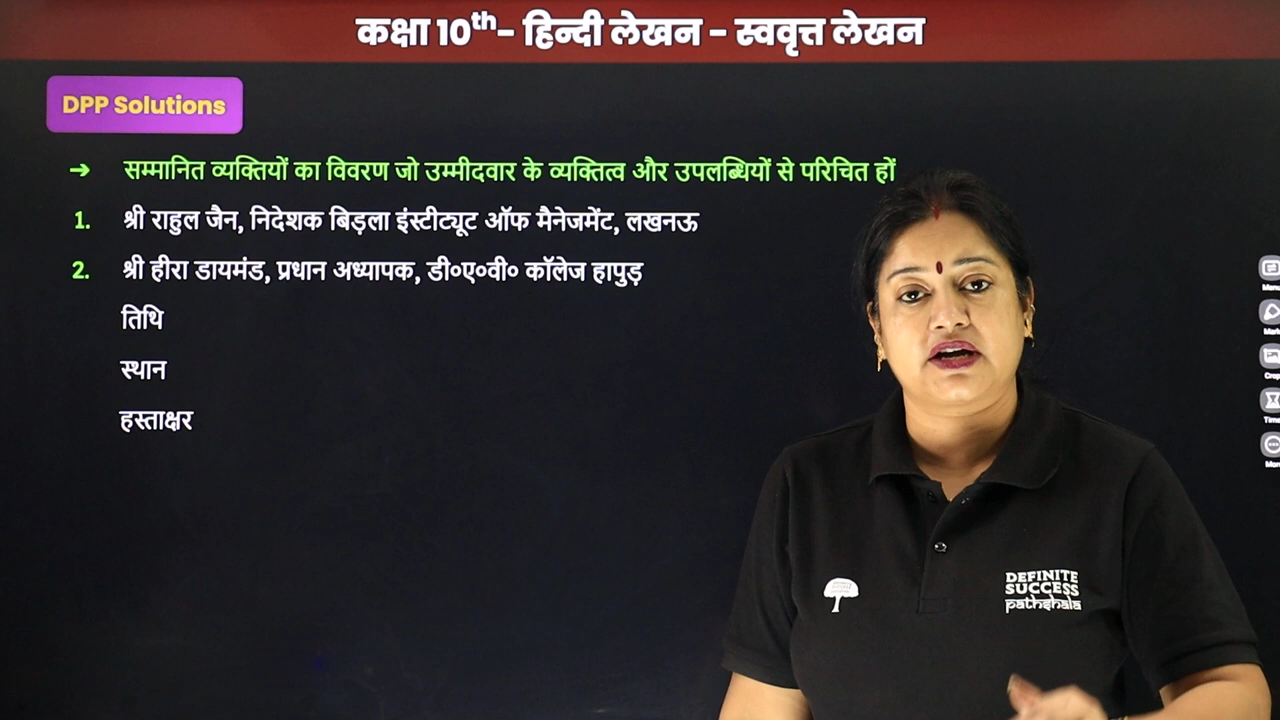 कक्षा 10th- हिन्दी लेखन - स्ववृत्त लेखन
DPP Solutions
➔ सम्मानित व्यक्तियों का विवरण जो उम्मीदवार के व्यक्तित्व और उपलब्धियों से परिचित हों
1. श्री राहुल जैन, निदेशक बिड़ला इंस्टीट्यूट ऑफ मैनेजमेंट, लखनऊ
2. श्री हीरा डायमंड, प्रधान अध्यापक, डी०ए०वी० कॉलेज हापुड़
तिथि
स्थान
हस्ताक्षर
Menu
DEFINITE
SUCCESS
pathshala